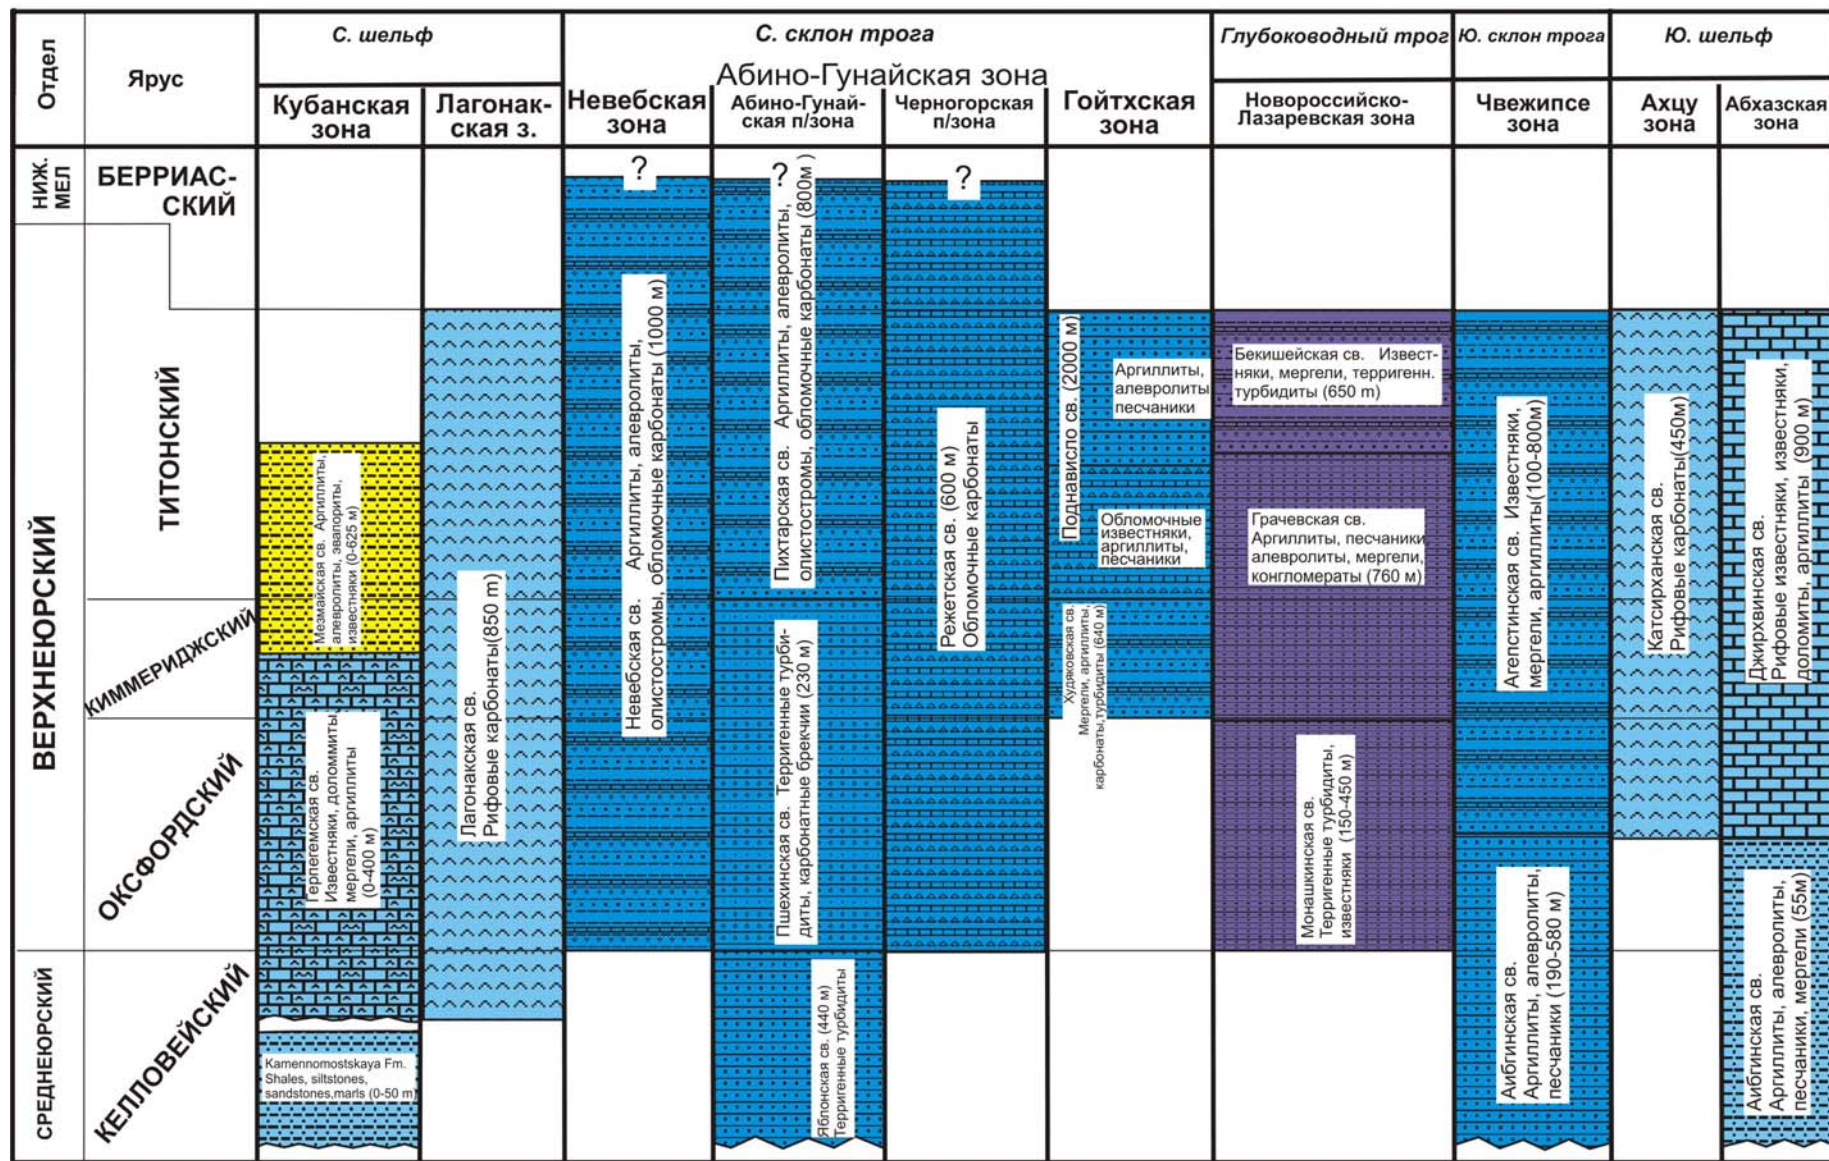 Отдел
Ярус
С. шельф
С. склон трога
Глубоководный трог
Ю. склон трога
Ю. шельф
Абино-Гунайская зона
Кубанская
зона
Лагонак-
ская з.
Невебская
зона
Абино-Гунай-
ская п/зона
Черногорская
п/зона
Гойтхская
зона
Новороссийско-
Лазаревская зона
Чвежипсе
зона
Ахцу
зона
Абхазская
зона
НИЖ.
МЕЛ
ВЕРХНЕЮРСКИЙ
СРЕДНЕЮРСКИЙ
БЕРРИАС-
СКИЙ
ТИТОНСКИЙ
КИММЕРИДЖСКИЙ
ОКСФОРДСКИЙ
КЕЛЛОВЕЙСКИЙ
Мезмайская св. Аргиллиты,
алевролиты, эвапориты,
известняки (0-625 м)
Герпегемская св.
Известняки, доломмиты,
мергели, аргиллиты
(0-400 м)
Kamennomostskaya Fm.
Shales, siltstones,
sandstones,marls (0-50 m)
Лагонакская св.
Рифовые карбонаты(850 m)
?
Невебская св. Аргиллиты, алевролиты,
олистостромы, обломочные карбонаты (1000 м)
?
Пихтарская св. Аргиллиты, алевролиты,
олистостромы, обломочные карбонаты (800м )
Пшехинская св. Терригенные турби-
диты, карбонатные брекчии (230 м)
Яблонская св. (440 м)
Терригенные турбидиты
?
Режетская св. (600 м)
Обломочные карбонаты
Поднависло св. (2000 м)
Аргиллиты,
алевролиты
песчаники
Обломочные
известняки,
аргиллиты,
песчаники
Худяковская св.
Мергели, аргиллиты,
карбонаты,турбидиты (640 м)
Бекишейская св. Извест-
няки, мергели, терригенн.
турбидиты (650 m)
Грачевская св.
Аргиллиты, песчаники
алевролиты, мергели,
конгломераты (760 м)
Монашкинская св.
Терригенные турбидиты,
известняки (150-450 м)
Агепстинская св. Известняки,
мергели, аргиллиты(100-800м)
Аибгинская св.
Аргиллиты, алевролиты,
песчаники (190-580 м)
Катсирханская св.
Рифовые карбонаты(450м)
Джирхвинская св.
Рифовые известняки, известняки,
доломиты, аргиллиты (900 м)
Аибгинская св.
Аргиллиты, алевролиты,
песчаники, мергели (55м)